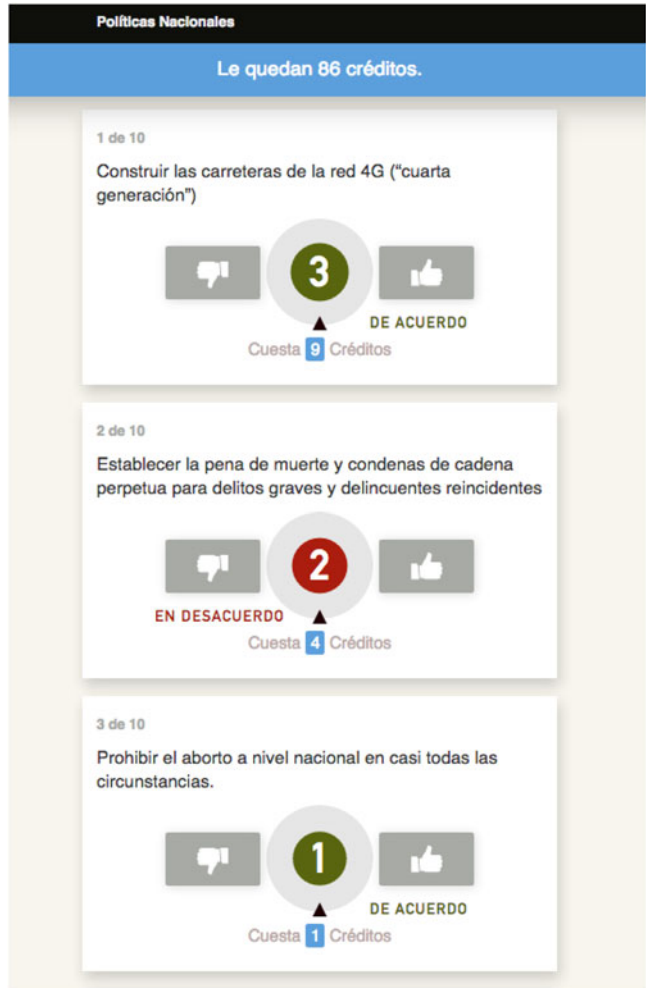 Políticas Nacionales
Le quedan 86 créditos.
1 de 10
Construir las carreteras de la red 4G (“cuarta
generación”)
3
DE ACUERDO
Cuesta 9 Créditos
2 de 10
Establecer la pena de muerte y condenas de cadena
perpetua para delitos graves y delincuentes reincidentes
2
EN DESACUERDO
Cuesta 4 Créditos
3 de 10
Prohibir el aborto a nivel nacional en casi todas las
circunstancias.
1
DE ACUERDO
Cuesta 1 Créditos